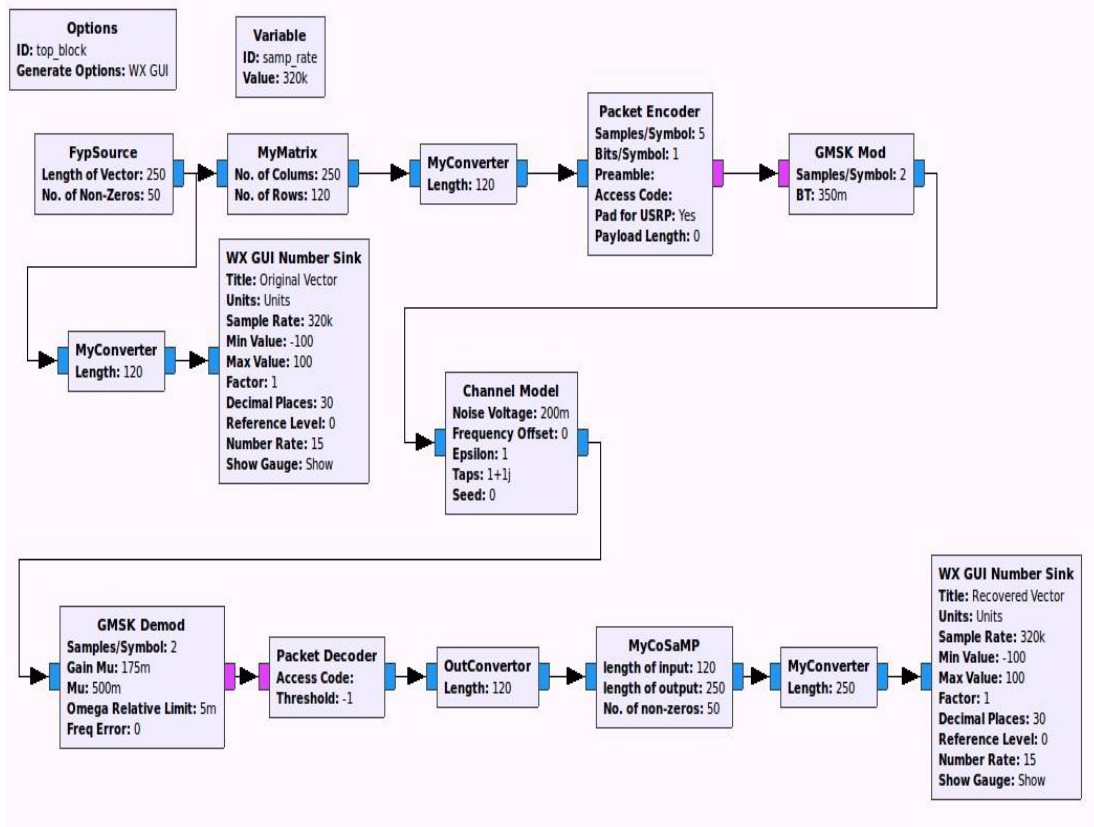 Options
ID: top_block
Generate Options: WX GUI
Variable
ID: samp_rate
Value: 320k
FypSource
Length of Vector: 250
No. of Non-Zeros: 50
MyMatrix
No. of Colums: 250
No. of Rows: 120
MyConverter
Length: 120
Packet Encoder
Samples/Symbol: 5
Bits/Symbol: 1
Preamble:
Access Code:
Pad for USRP: Yes
Payload Length: 0
GMSK Mod
Samples/Symbol: 2
BT: 350m
MyConverter
Length: 120
WX GUI Number Sink
Title: Original Vector
Units: Units
Sample Rate: 320k
Min Value: -100
Max Value: 100
Factor: 1
Decimal Places: 30
Reference Level: 0
Number Rate: 15
Show Gauge: Show
Channel Model
Noise Voltage: 200m
Frequency Offset: 0
Epsilon: 1
Taps: 1+1j
Seed: 0
GMSK Demod
Samples/Symbol: 2
Gain Mu: 175m
Mu: 500m
Omega Relative Limit: 5m
Freq Error: 0
Packet Decoder
Access Code:
Threshold: -1
OutConvertor
Length: 120
MyCoSaMP
length of input: 120
length of output: 250
No. of non-zeros: 50
MyConverter
Length: 250
WX GUI Number Sink
Title: Recovered Vector
Units: Units
Sample Rate: 320k
Min Value: -100
Max Value: 100
Factor: 1
Decimal Places: 30
Reference Level: 0
Number Rate: 15
Show Gauge: Show